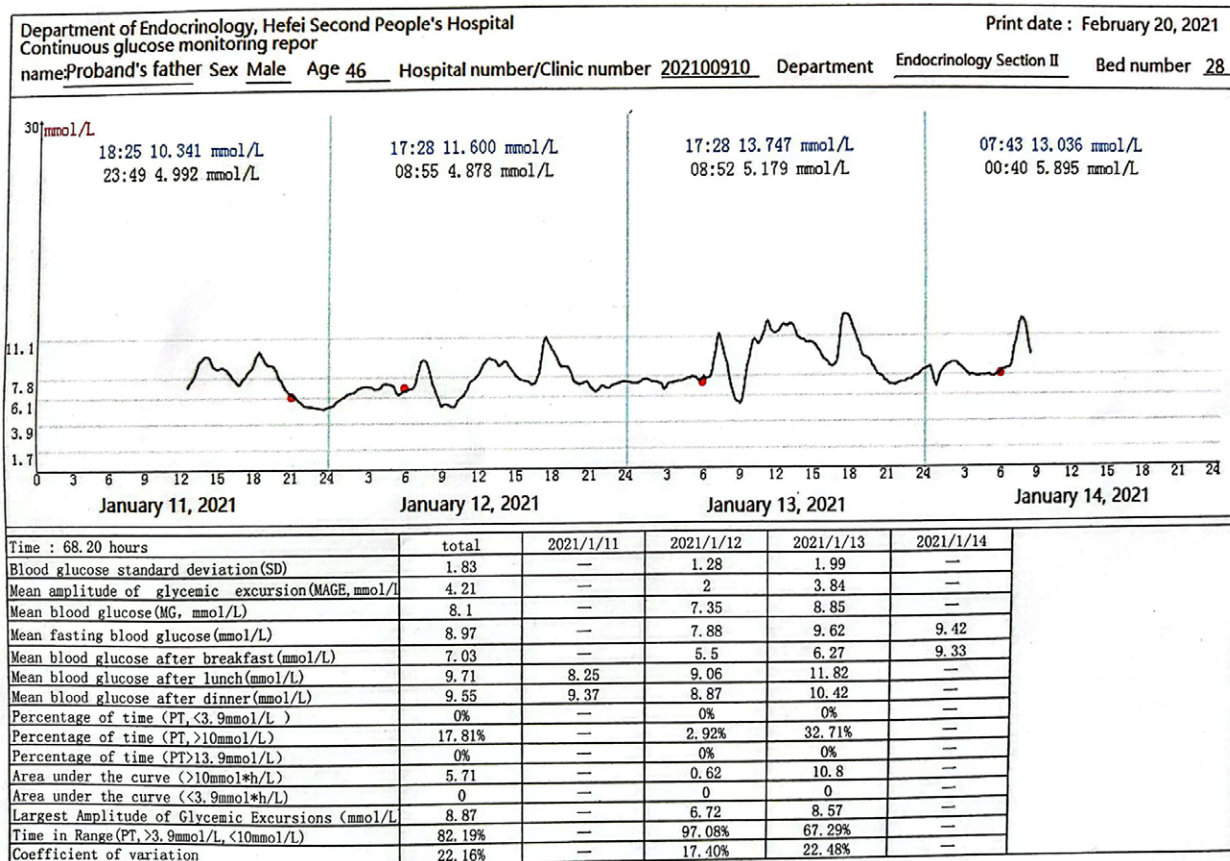 Department of Endocrinology, Hefei Second People's Hospital Print date : February 20, 2021
Continuous glucose monitoring repor
name:Proband's father Sex Male Age 46 Hospital number/Clinic number 202100910 Department Endocrinology Section II Bed number 28
30 mmol/L
18:25 10.341 mmol/L 17:28 11.600 mmol/L 17:28 13.747 mmol/L 07:43 13.036 mmol/L
23:49 4.992 mmol/L 08:55 4.878 mmol/L 08:52 5.179 mmol/L 00:40 5.895 mmol/L
11.1
7.8
6.1
3.9
1.7
0 3 6 9 12 15 18 21 24 3 6 9 12 15 18 21 24 3 6 9 12 15 18 21 24 3 6 9 12 15 18 21 24
January 11, 2021 January 12, 2021 January 13, 2021 January 14, 2021
Time : 68.20 hours total 2021/1/11 2021/1/12 2021/1/13 2021/1/14
Blood glucose standard deviation(SD) 1.83 — 1.28 1.99 —
Mean amplitude of glycemic excursion(MAGE,mmol/l 4.21 — 2 3.84 —
Mean blood glucose(MG, mmol/L) 8.1 — 7.35 8.85 —
Mean fasting blood glucose(mmol/L) 8.97 — 7.88 9.62 9.42
Mean blood glucose after breakfast(mmol/L) 7.03 — 5.5 6.27 9.33
Mean blood glucose after lunch(mmol/L) 9.71 8.25 9.06 11.82 —
Mean blood glucose after dinner(mmol/L) 9.55 9.37 8.87 10.42 —
Percentage of time (PT,<3.9mmol/L ) 0% — 0% 0% —
Percentage of time (PT,>10mmol/L) 17.81% — 2.92% 32.71% —
Percentage of time (PT>13.9mmol/L) 0% — 0% 0% —
Area under the curve (>10mmol*h/L) 5.71 — 0.62 10.8 —
Area under the curve (<3.9mmol*h/L) 0 — 0 0 —
Largest Amplitude of Glycemic Excursions (mmol/L 8.87 — 6.72 8.57 —
Time in Range(PT,>3.9mmol/L,<10mmol/L) 82.19% — 97.08% 67.29% —
Coefficient of variation 22.16% — 17.40% 22.48% —